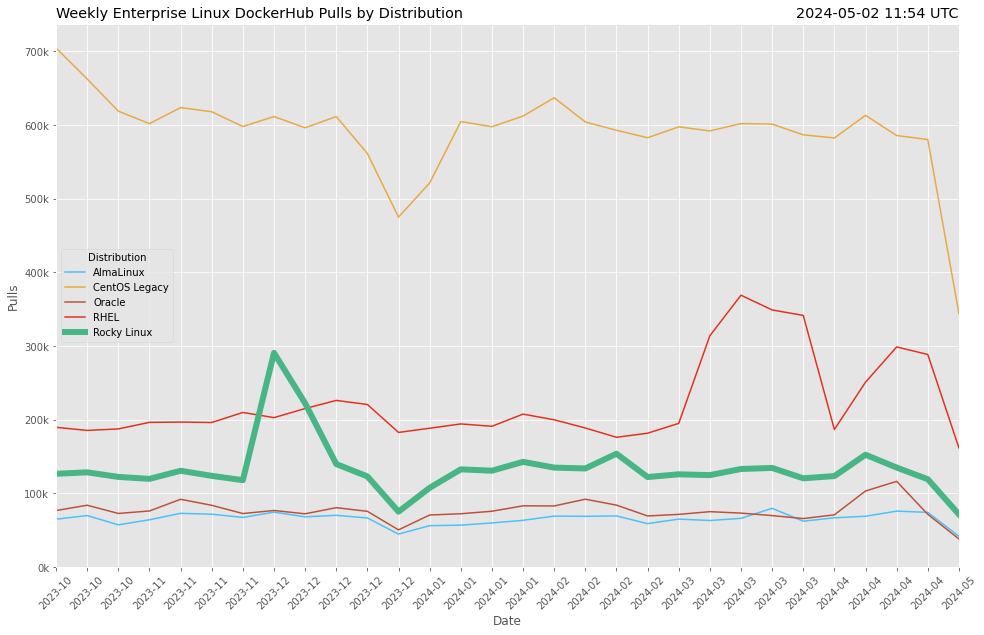 Weekly Enterprise Linux DockerHub Pulls by Distribution
2024-05-02 11:54 UTC
700k
600k
500k
400k
300k
200k
100k
0k
Pulls
Distribution
AlmaLinux
CentOS Legacy
Oracle
RHEL
Rocky Linux
2023-10
2023-10
2023-10
2023-11
2023-11
2023-11
2023-11
2023-12
2023-12
2023-12
2023-12
2023-12
2024-01
2024-01
2024-01
2024-01
2024-02
2024-02
2024-02
2024-02
2024-03
2024-03
2024-03
2024-03
2024-03
2024-04
2024-04
2024-04
2024-04
2024-05
Date